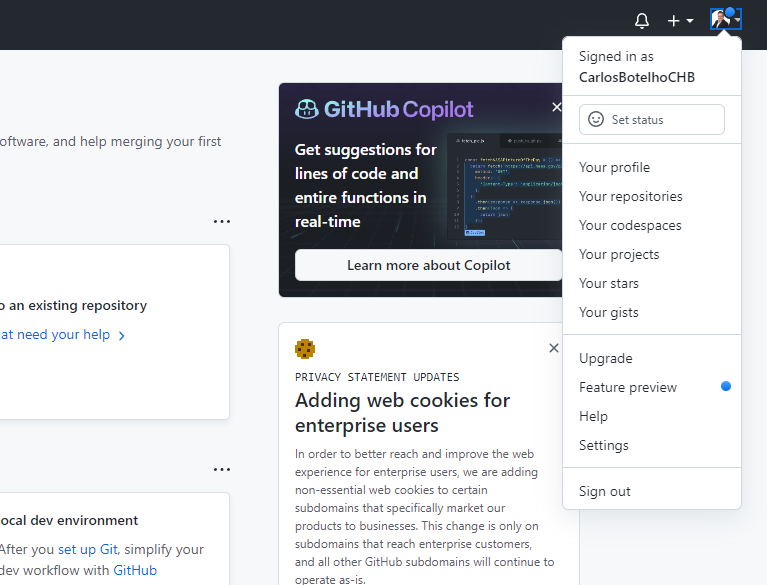 Signed in as
CarlosBotelhoCHB
Set status
Your profile
Your repositories
Your codespaces
Your projects
Your stars
Your gists
Upgrade
Feature preview
Help
Settings
Sign out
oftware, and help merging your first
o an existing repository
at need your help
ocal dev environment
After you set up Git, simplify your
dev workflow with GitHub
GitHub Copilot
Get suggestions for
lines of code and
entire functions in
real-time
Learn more about Copilot
PRIVACY STATEMENT UPDATES
Adding web cookies for
enterprise users
In order to better reach and improve the web
experience for enterprise users, we are adding
non-essential web cookies to certain
subdomains that specifically market our
products to businesses. This change is only on
subdomains that reach enterprise customers,
and all other GitHub subdomains will continue to
operate as-is.